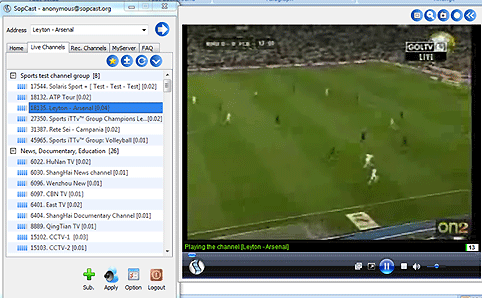 SopCast - anonymous@sopcast.org
Address Leyton - Arsenal
Home Live Channels Rec. Channels MyServer FAQ
Sports test channel group [8]
17544. Solaris Sport + [ Test - Test - Test] [0.02]
18132. ATP Tour [0.02]
18135. Leyton - Arsenal [0.04]
27350. Sports iTTv™ Group Champions Le...[0.02]
31387. Rete Sei - Campania [0.02]
45965. Sports iTTv™ Group: Volleyball [0.01]
News, Documentary, Education [26]
6022. HuNan TV [0.02]
6030. ShangHai News channel [0.01]
6096. Wenzhou New [0.01]
6097. CBN TV [0.01]
6401. East TV [0.02]
6404. ShangHai Documentary Channel [0.01]
8889. QingTian TV [0.01]
15102. CCTV-1 [0.03]
15103. CCTV-2 [0.01]
Sub. Apply Option Logout
GOLTV
LIVE
on2
Playing the channel [Leyton - Arsenal]
13